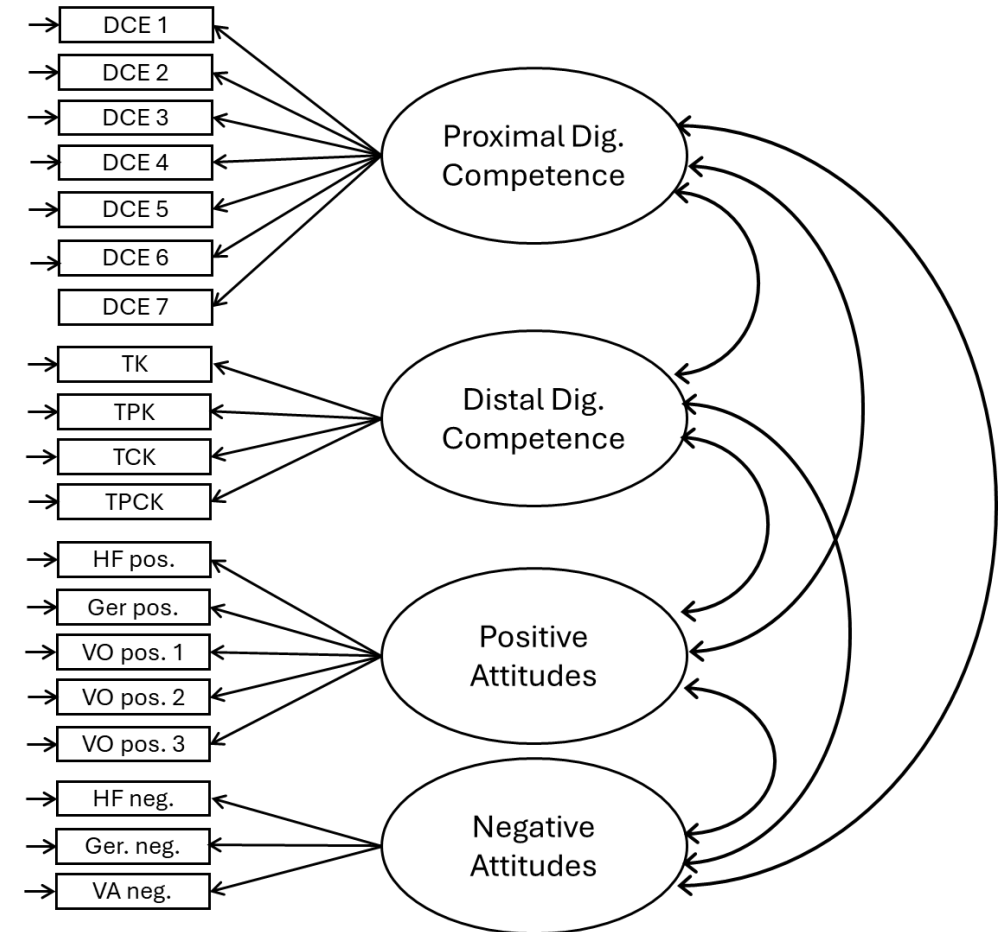 DCE 1
DCE 2
DCE 3
DCE 4
DCE 5
DCE 6
DCE 7
Proximal Dig.
Competence
TK
TPK
TCK
TPCK
Distal Dig.
Competence
HF pos.
Ger pos.
VO pos. 1
VO pos. 2
VO pos. 3
Positive
Attitudes
HF neg.
Ger. neg.
VA neg.
Negative
Attitudes